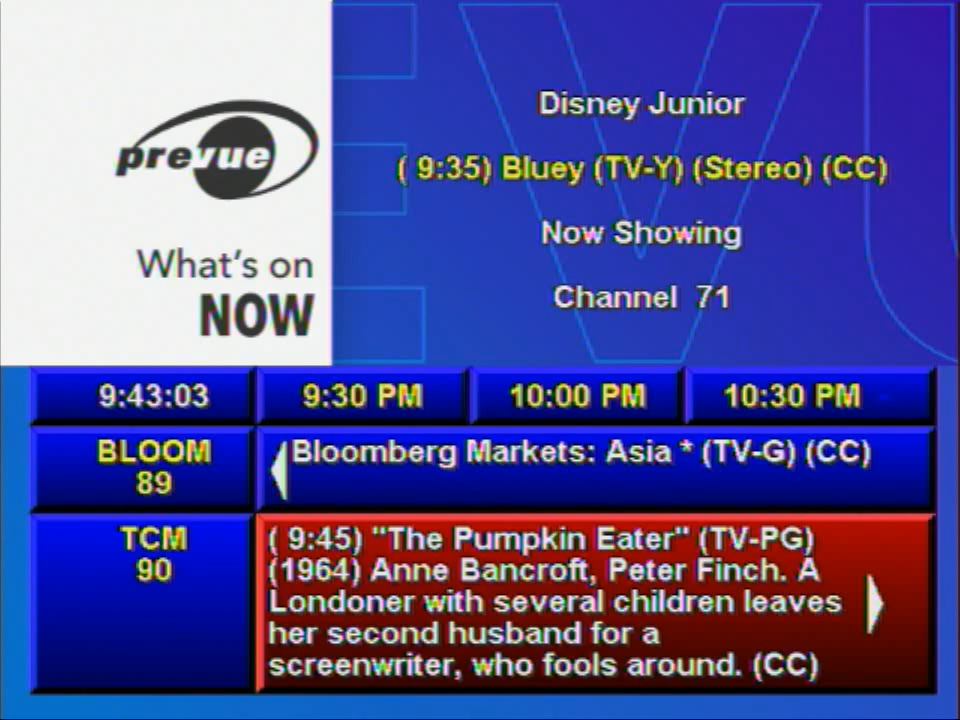 prevue
What's on
NOW
Disney Junior
( 9:35) Bluey (TV-Y) (Stereo) (CC)
Now Showing
Channel 71
9:43:03 9:30 PM 10:00 PM 10:30 PM
BLOOM
89
Bloomberg Markets: Asia * (TV-G) (CC)
TCM
90
( 9:45) "The Pumpkin Eater" (TV-PG)
(1964) Anne Bancroft, Peter Finch. A
Londoner with several children leaves
her second husband for a
screenwriter, who fools around. (CC)